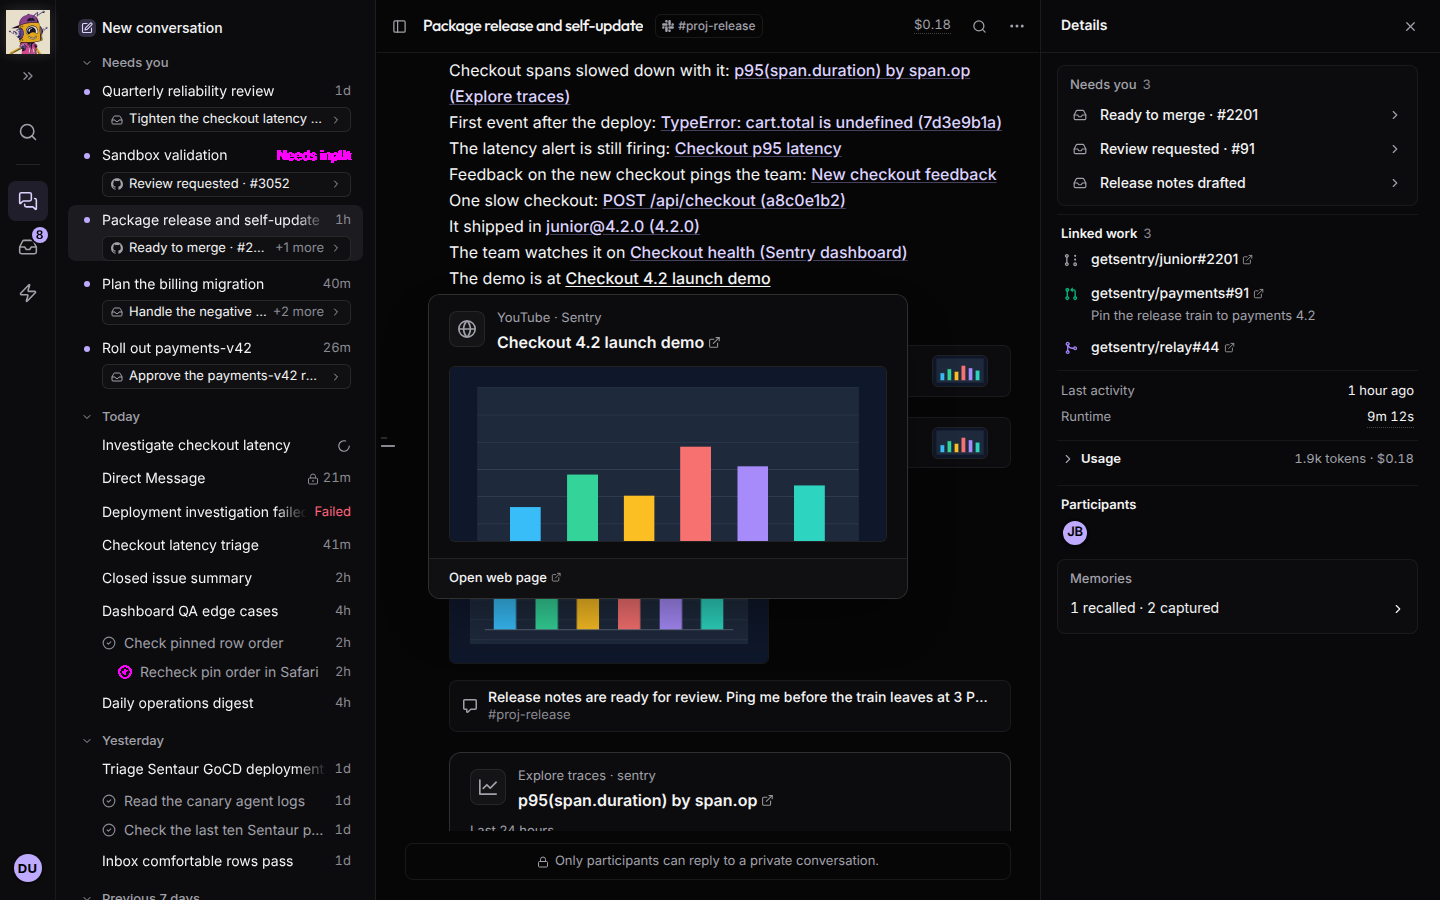 New conversation
Needs you
Quarterly reliability review 1d
Tighten the checkout latency ...
Sandbox validation
Review requested · #3052
Package release and self-update 1h
Ready to merge · #2... +1 more
Plan the billing migration 40m
Handle the negative ... +2 more
Roll out payments-v42 26m
Approve the payments-v42 r...
Today
Investigate checkout latency
Direct Message 21m
Deployment investigation failed Failed
Checkout latency triage 41m
Closed issue summary 2h
Dashboard QA edge cases 4h
Check pinned row order 2h
Recheck pin order in Safari 2h
Daily operations digest 4h
Yesterday
Triage Sentaur GoCD deployment 1d
Read the canary agent logs 1d
Check the last ten Sentaur p... 1d
Inbox comfortable rows pass 1d
Previous 7 days
8
DU
Package release and self-update #proj-release $0.18
Checkout spans slowed down with it: p95(span.duration) by span.op
(Explore traces)
First event after the deploy: TypeError: cart.total is undefined (7d3e9b1a)
The latency alert is still firing: Checkout p95 latency
Feedback on the new checkout pings the team: New checkout feedback
One slow checkout: POST /api/checkout (a8c0e1b2)
It shipped in junior@4.2.0 (4.2.0)
The team watches it on Checkout health (Sentry dashboard)
The demo is at Checkout 4.2 launch demo
YouTube · Sentry
Checkout 4.2 launch demo
Open web page
Release notes are ready for review. Ping me before the train leaves at 3 P...
#proj-release
Explore traces · sentry
p95(span.duration) by span.op
Last 24 hours
Only participants can reply to a private conversation.
Details
Needs you 3
Ready to merge · #2201
Review requested · #91
Release notes drafted
Linked work 3
getsentry/junior#2201
getsentry/payments#91
Pin the release train to payments 4.2
getsentry/relay#44
Last activity 1 hour ago
Runtime 9m 12s
Usage 1.9k tokens · $0.18
Participants
JB
Memories
1 recalled · 2 captured